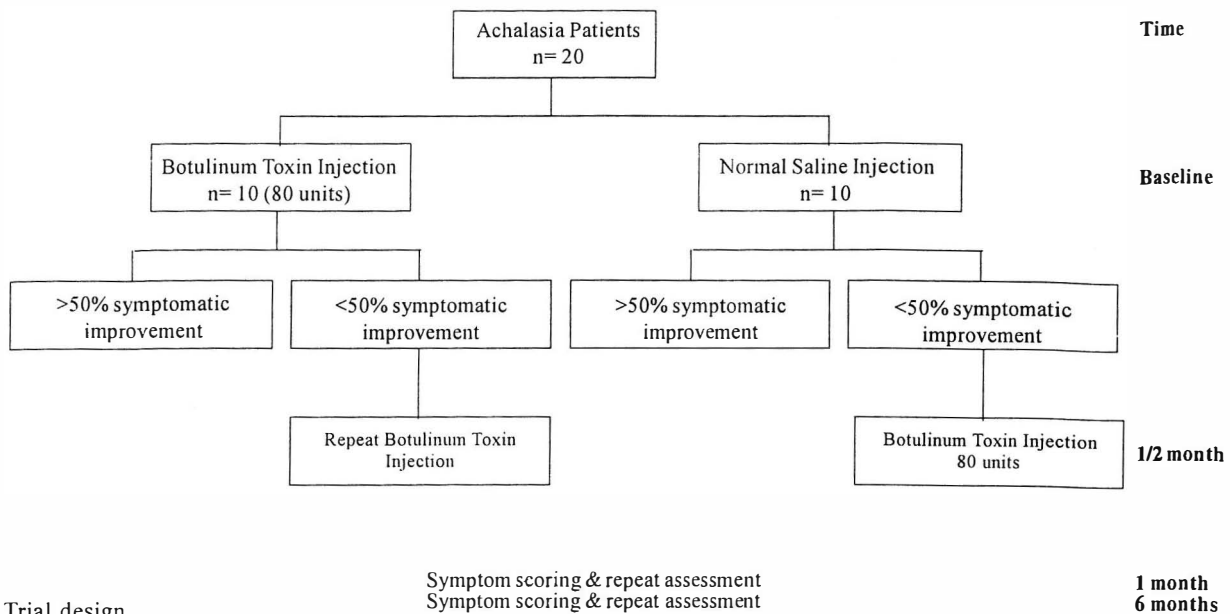 Achalasia Patients
n= 20
Time
Botulinum Toxin Injection
n= 10 (80 units)
Normal Saline Injection
n= 10
Baseline
>50% symptomatic
improvement
<50% symptomatic
improvement
>50% symptomatic
improvement
<50% symptomatic
improvement
Repeat Botulinum Toxin
Injection
Botulinum Toxin Injection
80 units
1/2 month
Symptom scoring & repeat assessment
1 month
Symptom scoring & repeat assessment
6 months
Trial design